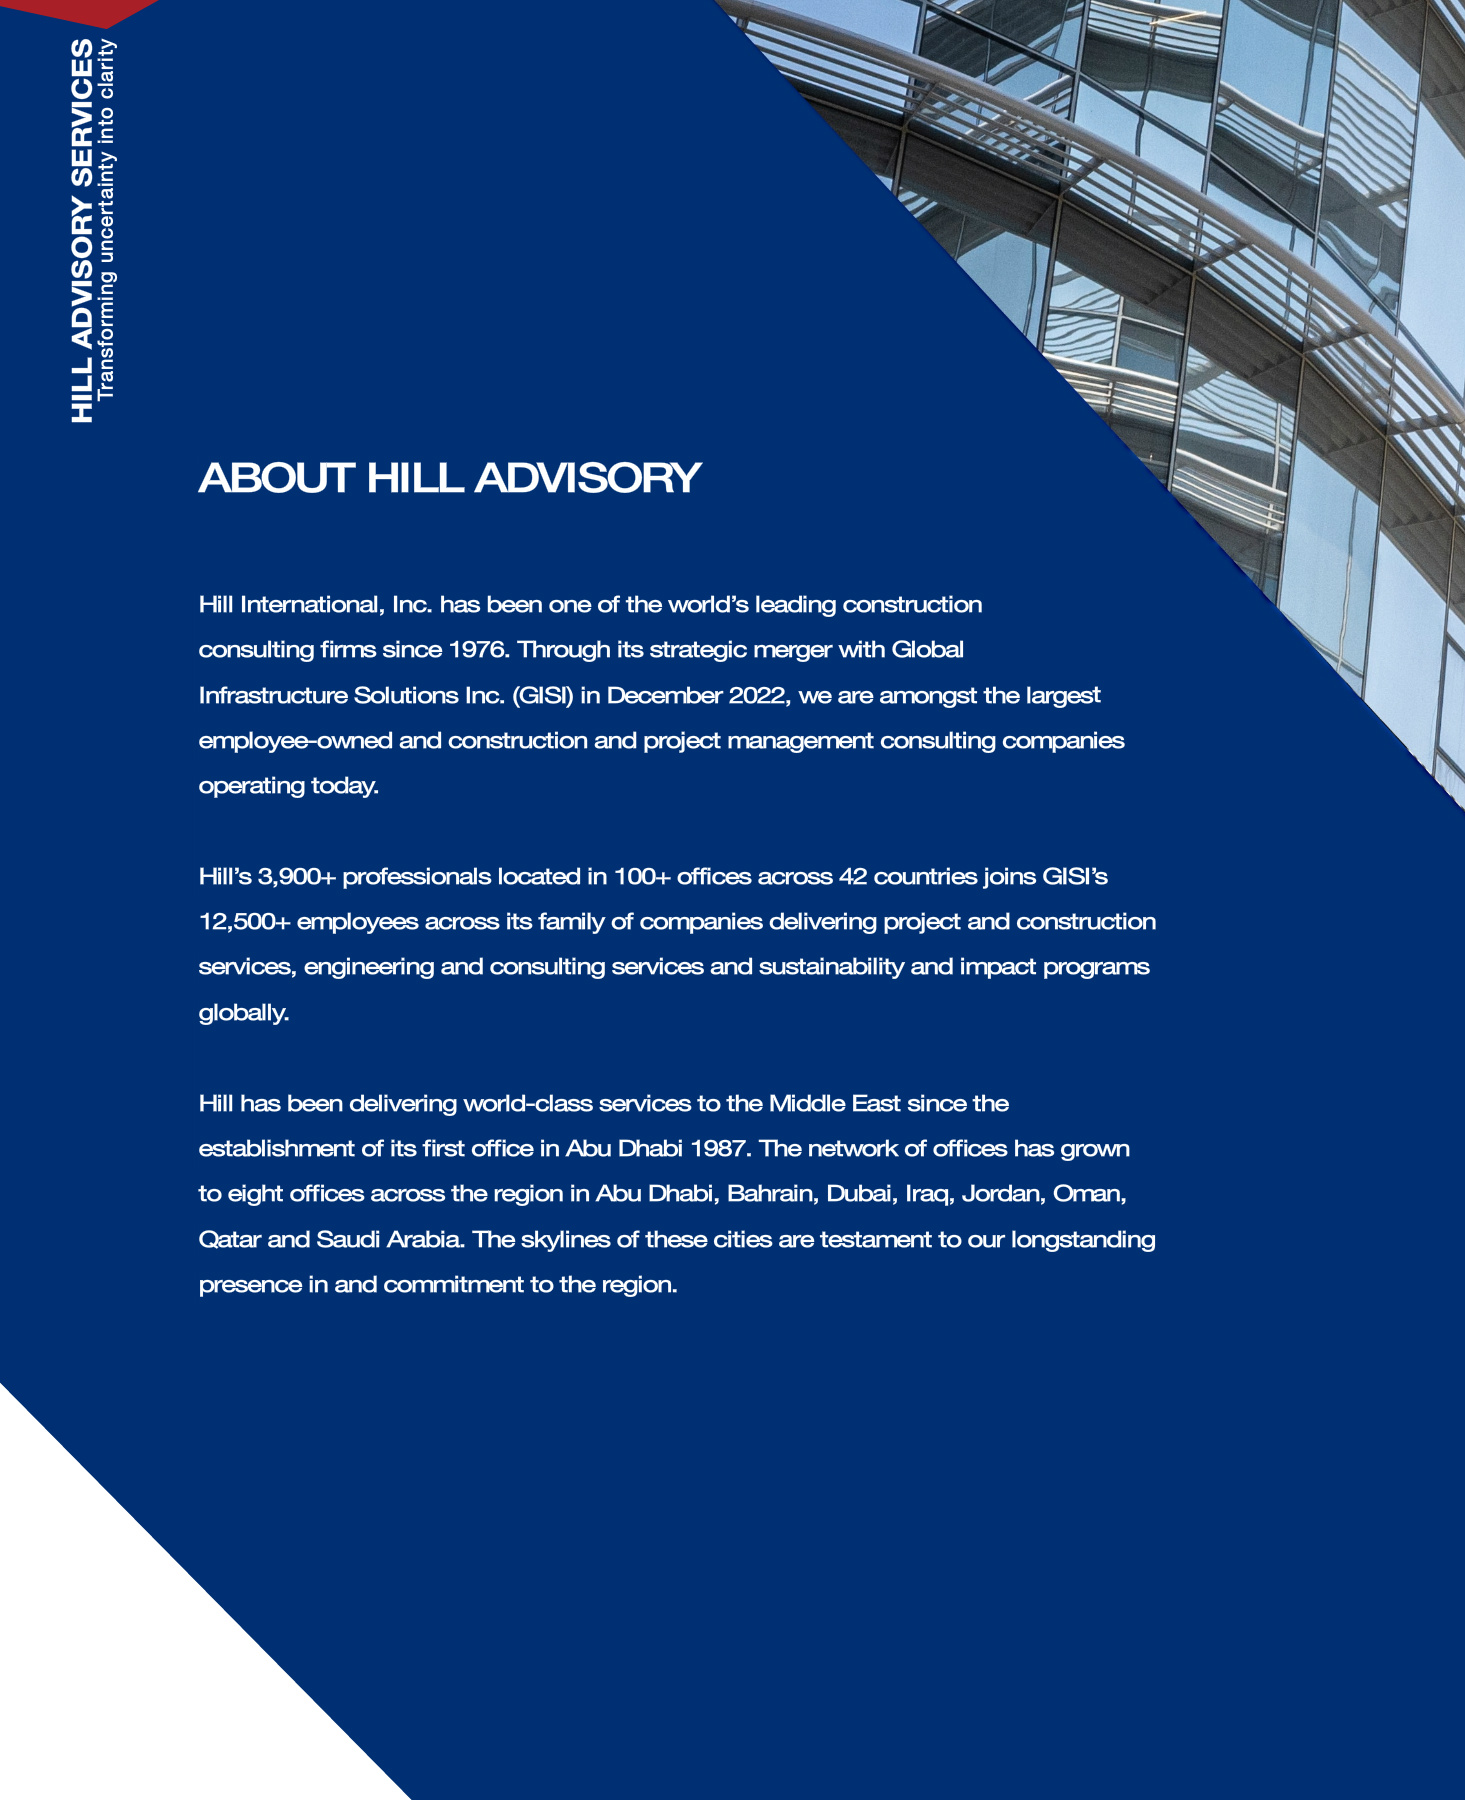 HILL ADVISORY SERVICES
Transforming uncertainty into clarity
ABOUT HILL ADVISORY
Hill International, Inc. has been one of the world’s leading construction
consulting firms since 1976. Through its strategic merger with Global
Infrastructure Solutions Inc. (GISI) in December 2022, we are amongst the largest
employee-owned and construction and project management consulting companies
operating today.
Hill’s 3,900+ professionals located in 100+ offices across 42 countries joins GISI’s
12,500+ employees across its family of companies delivering project and construction
services, engineering and consulting services and sustainability and impact programs
globally.
Hill has been delivering world-class services to the Middle East since the
establishment of its first office in Abu Dhabi 1987. The network of offices has grown
to eight offices across the region in Abu Dhabi, Bahrain, Dubai, Iraq, Jordan, Oman,
Qatar and Saudi Arabia. The skylines of these cities are testament to our longstanding
presence in and commitment to the region.